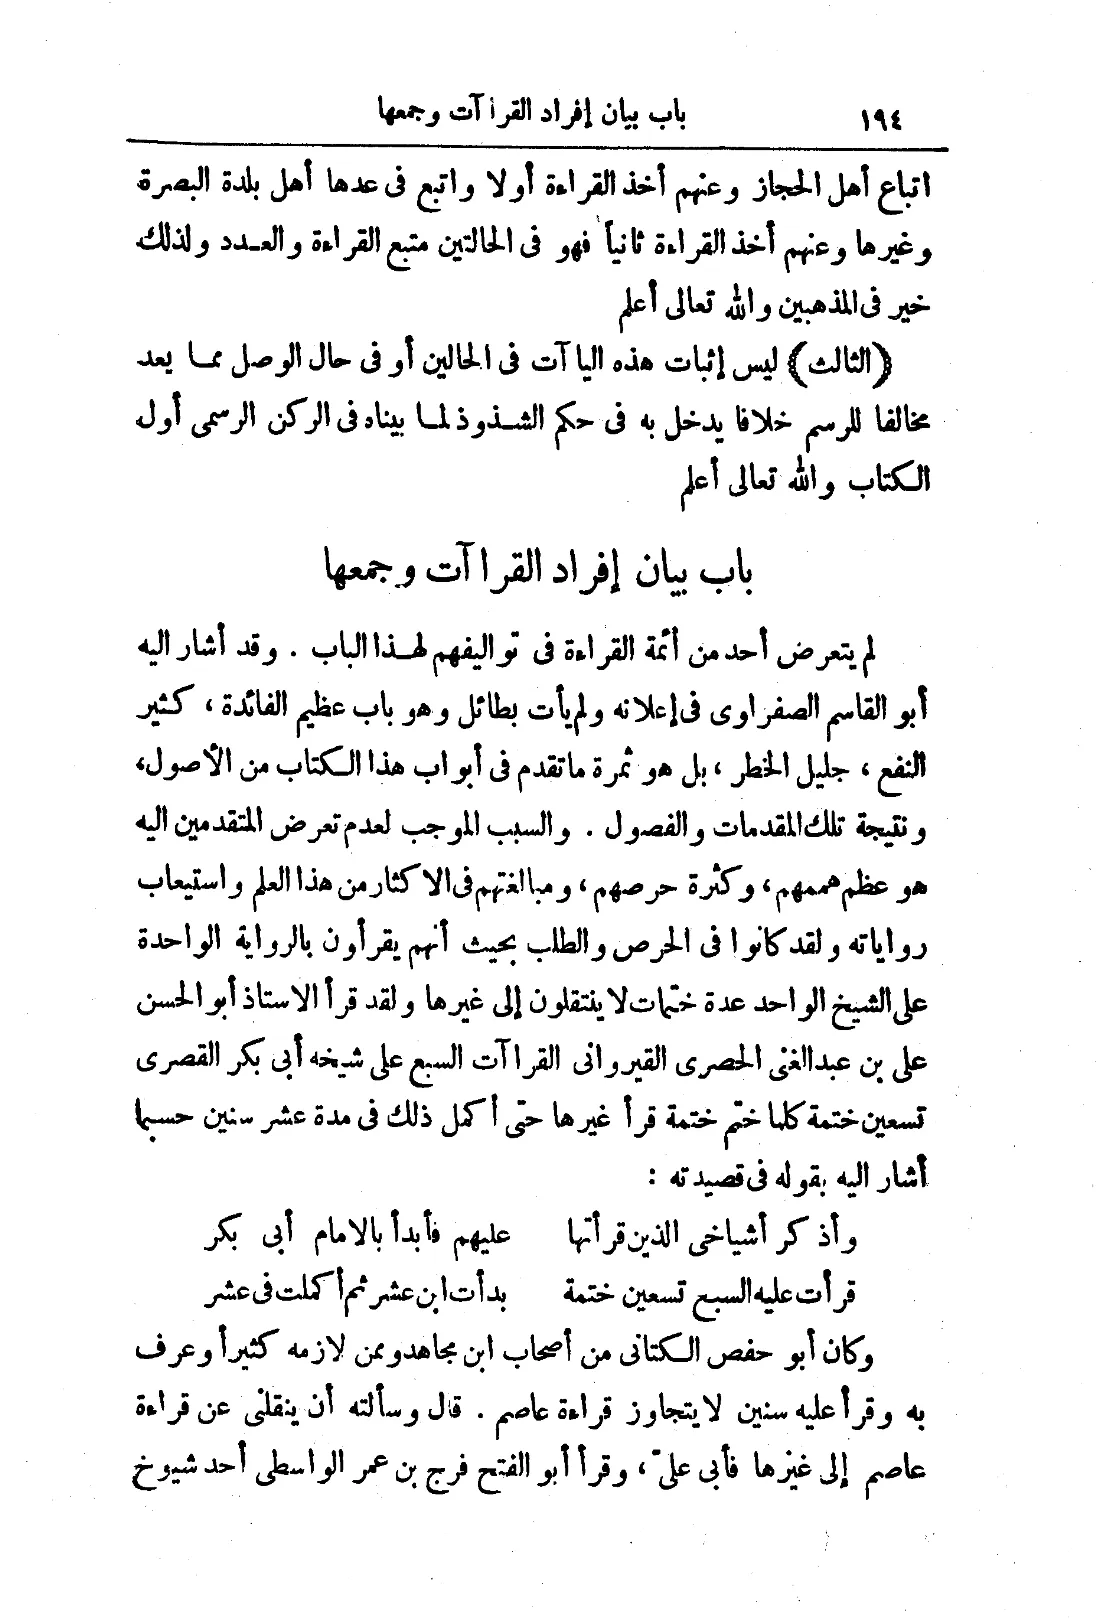 ١٩٤ باب بيان إفراد القراآت وجمعها
اتباع أهل الحجاز وعنهم أخذ القراءة أولا واتبع فى عدها أهل بلدة البصرة
وغيرها وعنهم أخذ القراءة ثانياً فهو فى الحالتين متبع القراءة والعدد ولذلك
خير فى المذهبين والله تعالى أعلم
(الثالث) ليس إثبات هذه الياآت فى الحالين أو فى حال الوصل مما يعد
مخالفا للرسم خلافا يدخل به فى حكم الشذوذ لما بيناه فى الركن الرسمى أول
الكتاب والله تعالى أعلم
باب بيان إفراد القراآت وجمعها
لم يتعرض أحد من أئمة القراءة فى تواليفهم لهذا الباب . وقد أشار اليه
أبو القاسم الصفراوى فى إعلانه ولم يأت بطائل وهو باب عظيم الفائدة ، كثير
النفع ، جليل الخطر ، بل هو ثمرة ما تقدم فى أبواب هذا الكتاب من الأصول،
ونتيجة تلك المقدمات والفصول . والسبب الموجب لعدم تعرض المتقدمين اليه
هو عظم هممهم، وكثرة حرصهم، ومبالغتهم فى الاكثار من هذا العلم واستيعاب
رواياته ولقد كانوا فى الحرص والطلب بحيث أنهم يقرأون بالرواية الواحدة
على الشيخ الواحد عدة ختمات لا ينتقلون إلى غيرها ولقد قرأ الاستاذ أبو الحسن
على بن عبد الغنى الحصرى القيروانى القراآت السبع على شيخه أبى بكر القصرى
تسعين ختمة كلما ختم ختمة قرأ غيرها حتى أكمل ذلك فى مدة عشر سنين حسبما
أشار اليه بقوله فى قصيدته :
وأذكر أشياخى الذين قرأتها عليهم فأبدأ بالامام أبى بكر
قرأت عليه السبع تسعين ختمة بدأت ابن عشر ثم أكملت فى عشر
وكان أبو حفص الكتانى من أصحاب ابن مجاهد وممن لازمه كثيراً وعرف
به وقرأ عليه سنين لا يتجاوز قراءة عاصم . قال وسألته أن ينقلنى عن قراءة
عاصم إلى غيرها فأبى علىّ ، وقرأ أبو الفتح فرج بن عمر الواسطى أحد شيوخ